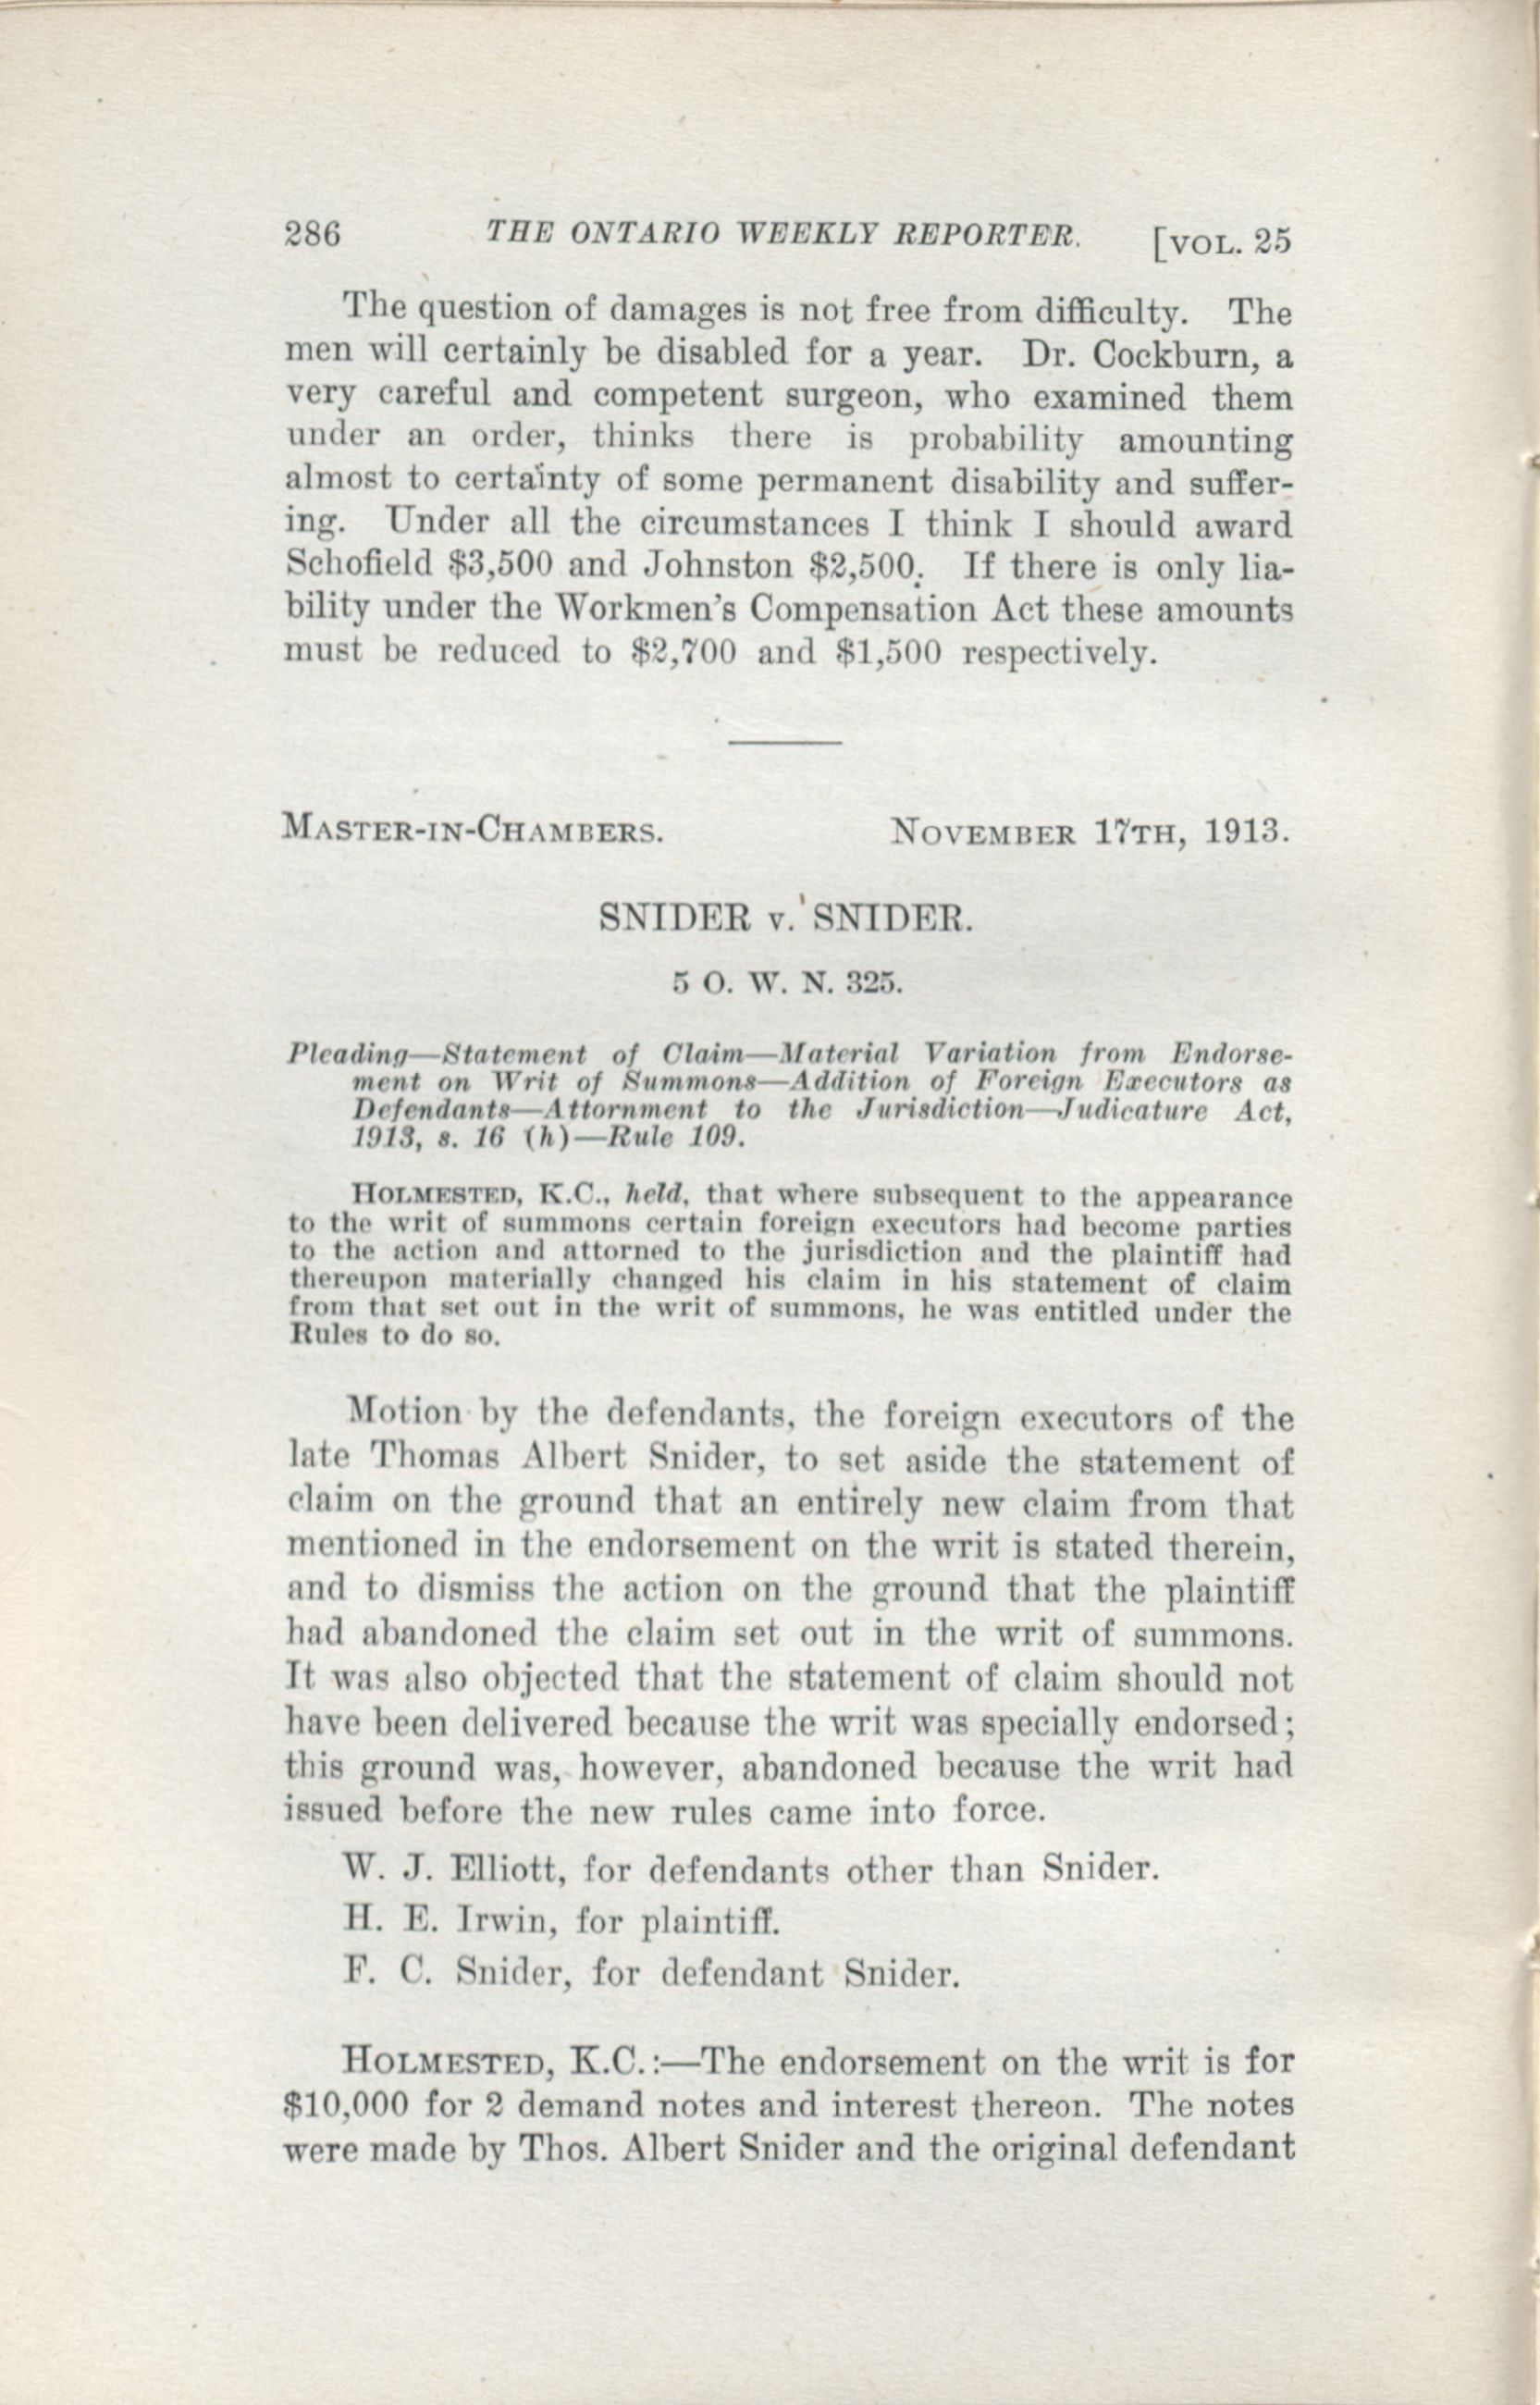 286 THE ONTARIO WEEKLY REPORTER. [VOL. 25
The question of damages is not free from difficulty. The
men will certainly be disabled for a year. Dr. Cockburn, a
very careful and competent surgeon, who examined them
under an order, thinks there is probability amounting
almost to certainty of some permanent disability and suffer-
ing. Under all the circumstances I think I should award
Schofield $3,500 and Johnston $2,500. If there is only lia-
bility under the Workmen's Compensation Act these amounts
must be reduced to $2,700 and $1,500 respectively.
MASTER-IN-CHAMBERS. NOVEMBER 17TH, 1913.
SNIDER v. SNIDER.
5 O. W. N. 325.
Pleading—Statement of Claim—Material Variation from Endorse-
ment on Writ of Summons—Addition of Foreign Executors as
Defendants—Attornment to the Jurisdiction—Judicature Act,
1913, s. 16 (h)—Rule 109.
HOLMESTED, K.C., held, that where subsequent to the appearance
to the writ of summons certain foreign executors had become parties
to the action and attorned to the jurisdiction and the plaintiff had
thereupon materially changed his claim in his statement of claim
from that set out in the writ of summons, he was entitled under the
Rules to do so.
Motion by the defendants, the foreign executors of the
late Thomas Albert Snider, to set aside the statement of
claim on the ground that an entirely new claim from that
mentioned in the endorsement on the writ is stated therein,
and to dismiss the action on the ground that the plaintiff
had abandoned the claim set out in the writ of summons.
It was also objected that the statement of claim should not
have been delivered because the writ was specially endorsed;
this ground was, however, abandoned because the writ had
issued before the new rules came into force.
W. J. Elliott, for defendants other than Snider.
H. E. Irwin, for plaintiff.
F. C. Snider, for defendant Snider.
HOLMESTED, K.C.:—The endorsement on the writ is for
$10,000 for 2 demand notes and interest thereon. The notes
were made by Thos. Albert Snider and the original defendant